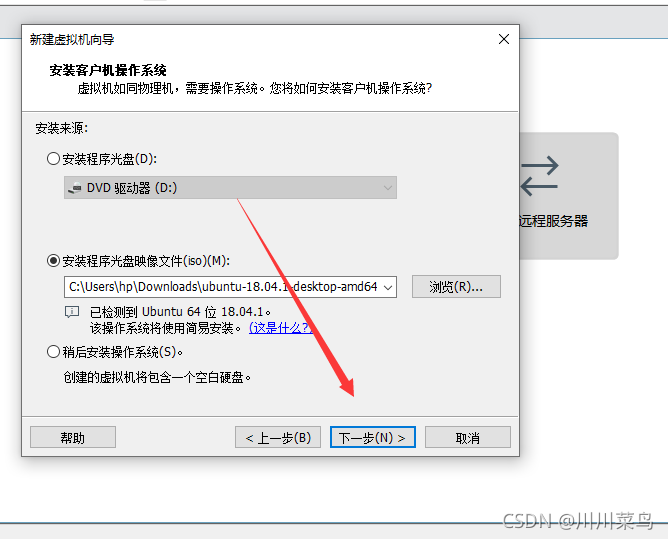 新建虚拟机向导
安装客户机操作系统
虚拟机如同物理机，需要操作系统。您将如何安装客户机操作系统?
安装来源:
安装程序光盘(D):
DVD 驱动器 (D:)
远程服务器
安装程序光盘映像文件(iso)(M):
C:\Users\hp\Downloads\ubuntu-18.04.1-desktop-amd64
浏览(R)...
已检测到 Ubuntu 64 位 18.04.1。
该操作系统将使用简易安装。(这是什么?)
稍后安装操作系统(S)。
创建的虚拟机将包含一个空白硬盘。
帮助
< 上一步(B)
下一步(N) >
取消
CSDN @川川菜鸟